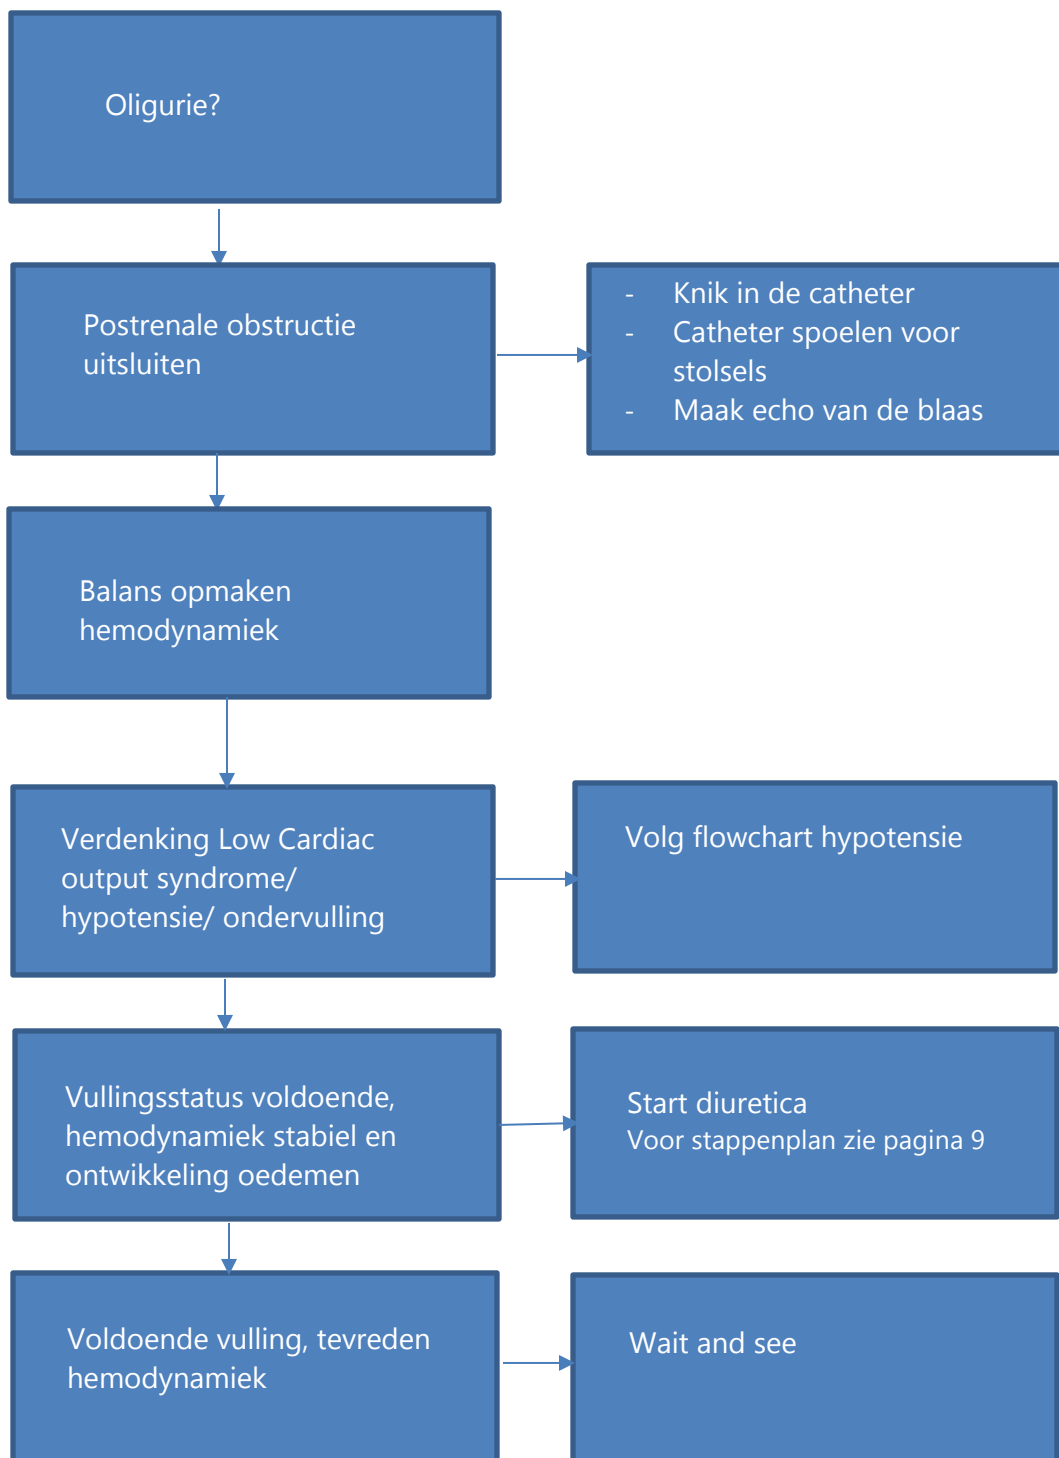 Oligurie?
Postrenale obstructie
uitsluiten
- Knik in de catheter
- Catheter spoelen voor
stolsels
- Maak echo van de blaas
Balans opmaken
hemodynamiek
Verdenking Low Cardiac
output syndrome/
hypotensie/ ondervulling
Volg flowchart hypotensie
Vullingsstatus voldoende,
hemodynamiek stabiel en
ontwikkeling oedemen
Start diuretica
Voor stappenplan zie pagina 9
Voldoende vulling, tevreden
hemodynamiek
Wait and see